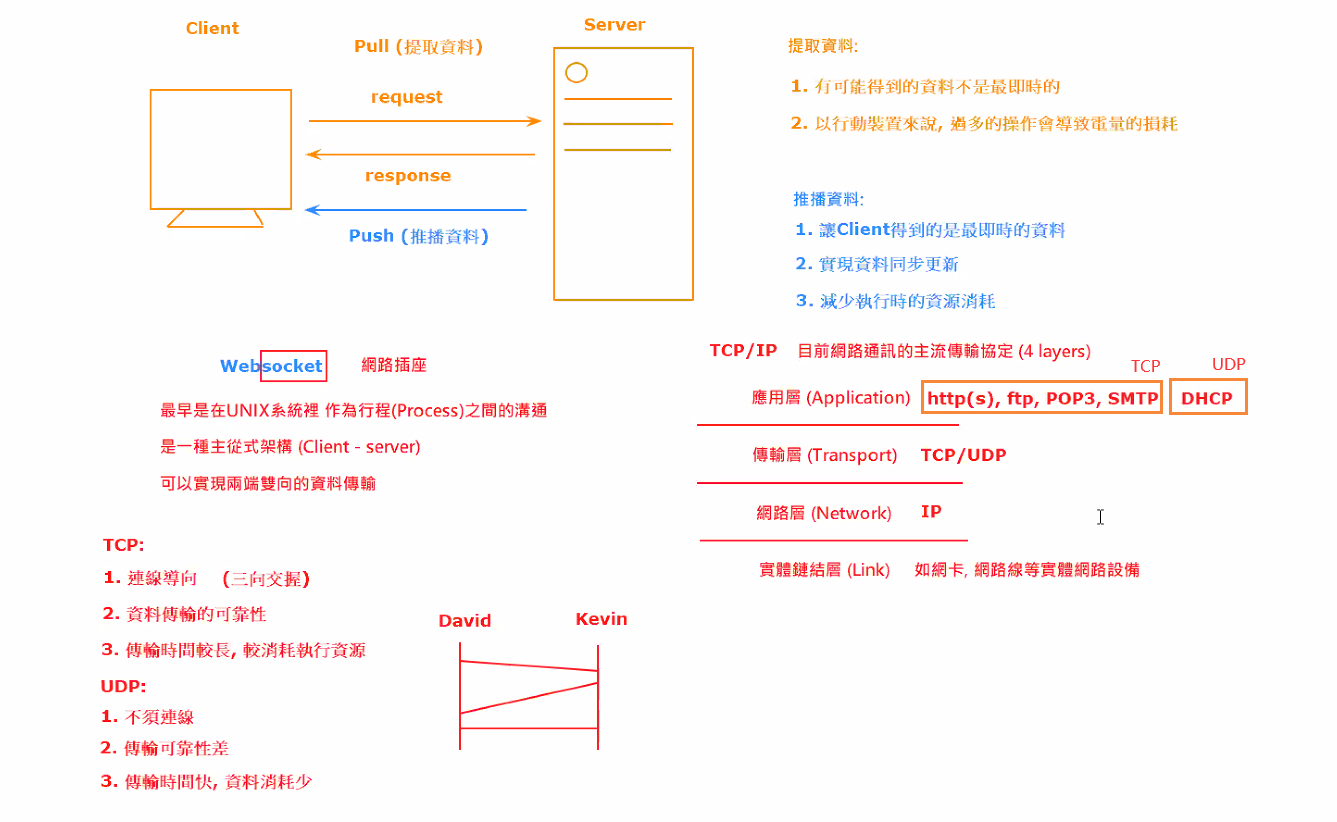 Client
Server
Pull (提取資料)
request
response
Push (推播資料)
提取資料:
1. 有可能得到的資料不是最即時的
2. 以行動裝置來說, 過多的操作會導致電量的損耗
推播資料:
1. 讓Client得到的是最即時的資料
2. 實現資料同步更新
3. 減少執行時的資源消耗
Websocket 網路插座
最早是在UNIX系統裡 作為行程(Process)之間的溝通
是一種主從式架構 (Client - server)
可以實現兩端雙向的資料傳輸
TCP/IP 目前網路通訊的主流傳輸協定 (4 layers)
TCP UDP
應用層 (Application) http(s), ftp, POP3, SMTP DHCP
傳輸層 (Transport) TCP/UDP
網路層 (Network) IP
實體鏈結層 (Link) 如網卡, 網路線等實體網路設備
TCP:
1. 連線導向 (三向交握)
2. 資料傳輸的可靠性
3. 傳輸時間較長, 較消耗執行資源
UDP:
1. 不須連線
2. 傳輸可靠性差
3. 傳輸時間快, 資料消耗少
David Kevin